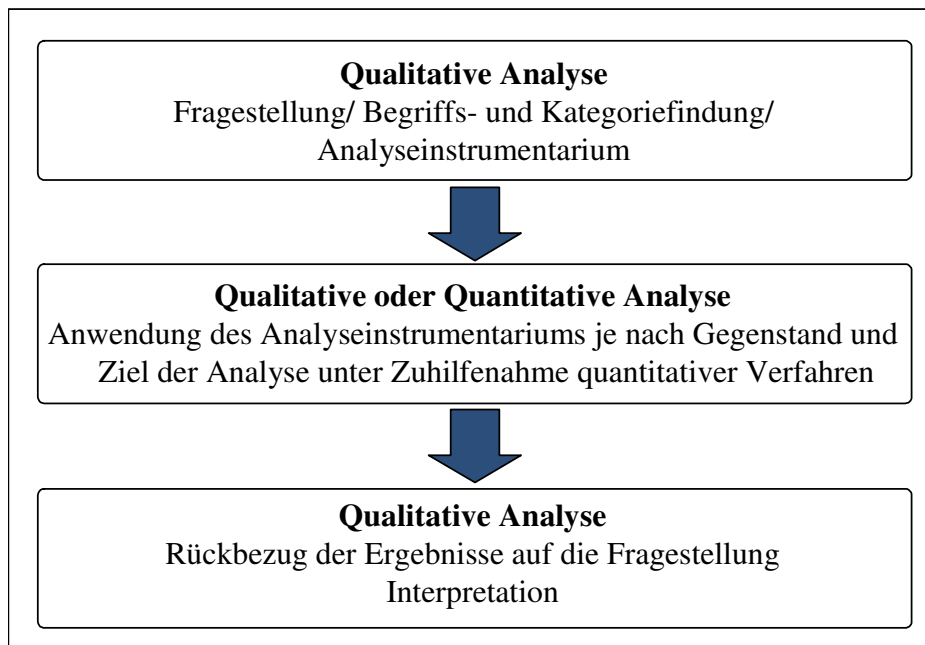 Qualitative Analyse
Fragestellung/ Begriffs- und Kategoriefindung/
Analyseinstrumentarium
Qualitative oder Quantitative Analyse
Anwendung des Analyseinstrumentariums je nach Gegenstand und
Ziel der Analyse unter Zuhilfenahme quantitativer Verfahren
Qualitative Analyse
Rückbezug der Ergebnisse auf die Fragestellung
Interpretation